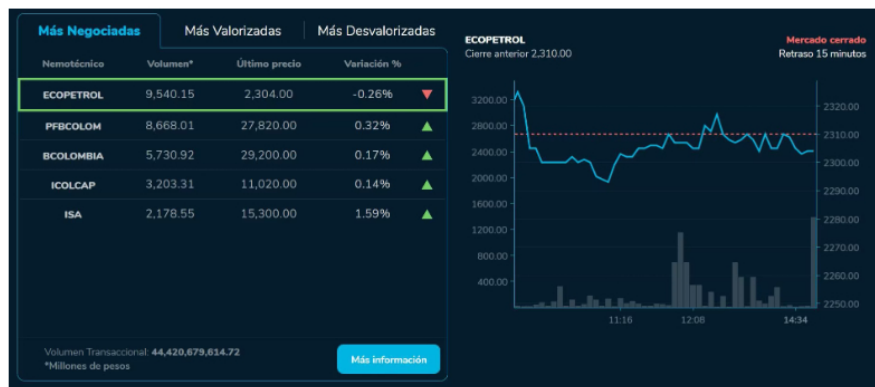 Más Negociadas
Más Valorizadas
Más Desvalorizadas
Nemotécnico Volumen* Último precio Variación %
ECOPETROL 9,540.15 2,304.00 -0.26%
PFBCOLOM 8,668.01 27,820.00 0.32%
BCOLOMBIA 5,730.92 29,200.00 0.17%
ICOLCAP 3,203.31 11,020.00 0.14%
ISA 2,178.55 15,300.00 1.59%
Volumen Transaccional: 44,420,679,614.72
*Millones de pesos
Más información
ECOPETROL
Cierre anterior 2,310.00
Mercado cerrado
Retraso 15 minutos
3200.00
2800.00
2400.00
2000.00
1600.00
1200.00
800.00
400.00
2320.00
2310.00
2300.00
2290.00
2280.00
2270.00
2260.00
2250.00
11:16 12:08 14:34